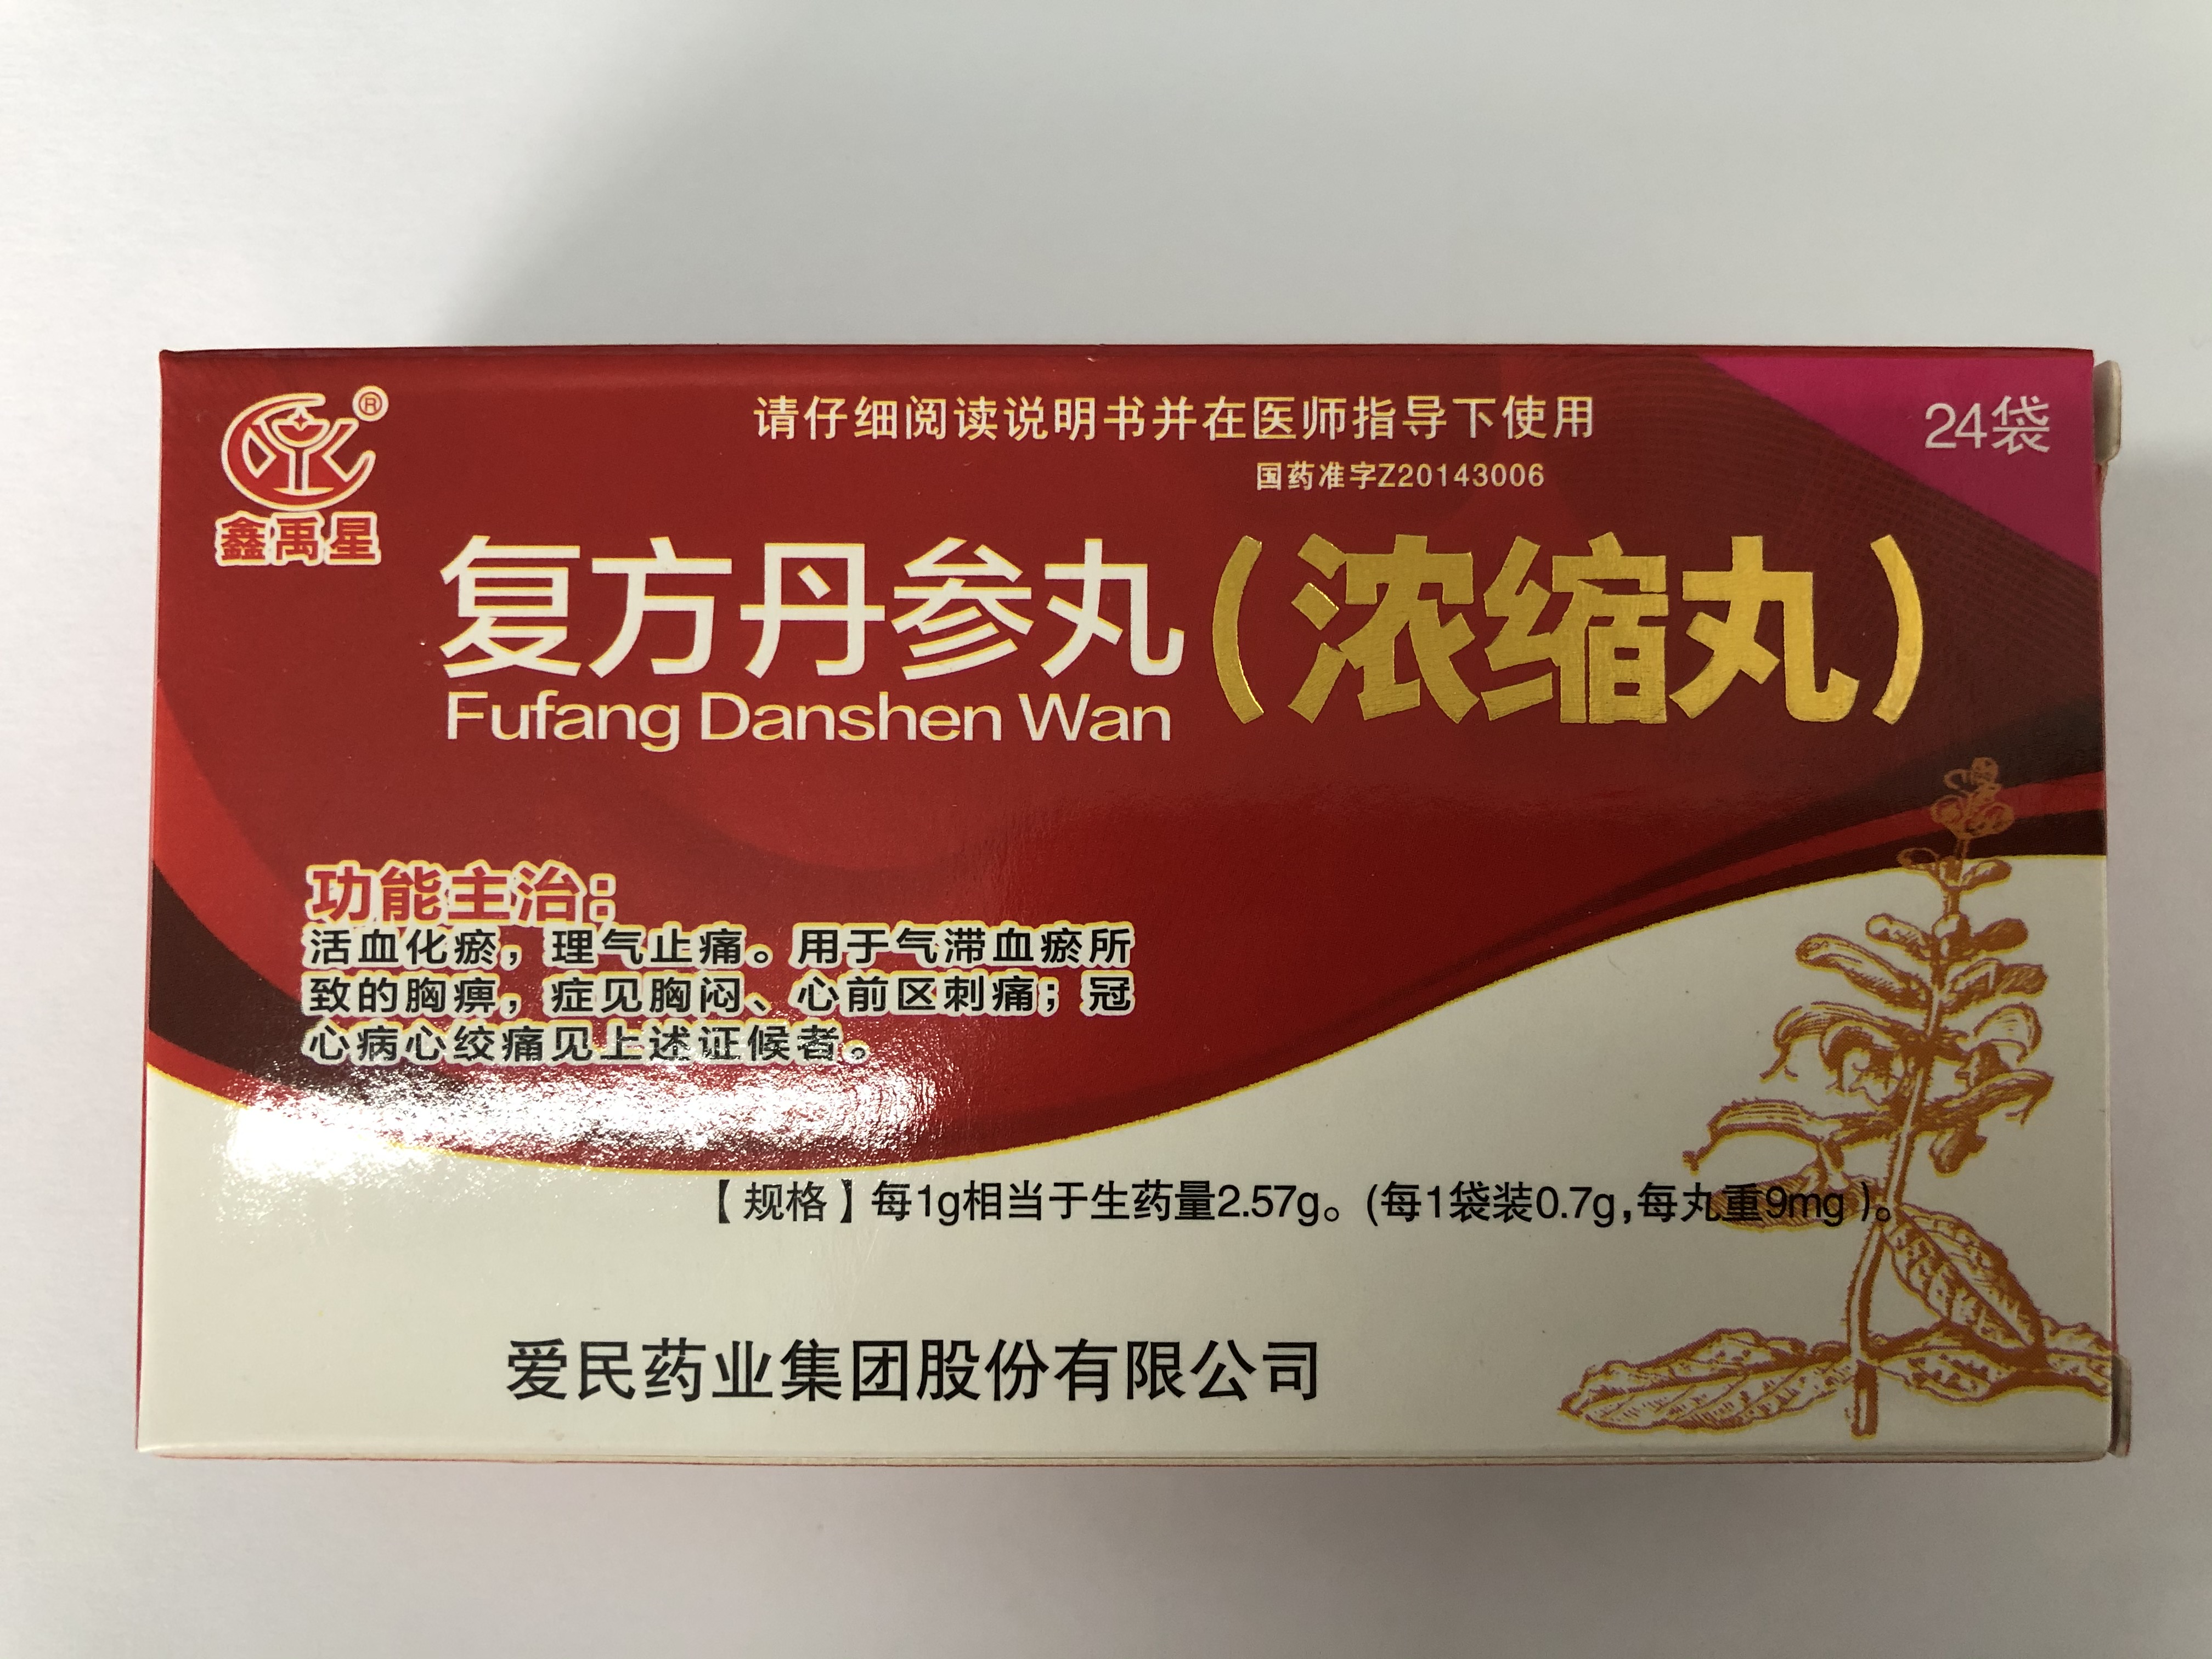 ®
鑫禹星
请仔细阅读说明书并在医师指导下使用
24袋
国药准字Z20143006
复方丹参丸(浓缩丸)
Fufang Danshen Wan
功能主治：
活血化瘀，理气止痛。用于气滞血瘀所
致的胸痹，症见胸闷、心前区刺痛；冠
心病心绞痛见上述证候者。
【规格】每1g相当于生药量2.57g。(每1袋装0.7g,每丸重9mg)。
爱民药业集团股份有限公司